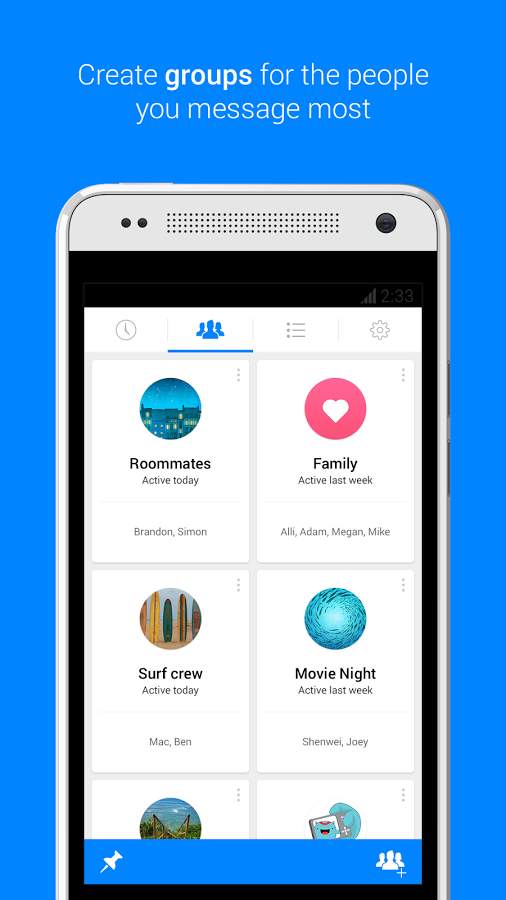 Create groups for the people
you message most
2:33
Roommates
Active today
Brandon, Simon
Family
Active last week
Alli, Adam, Megan, Mike
Surf crew
Active today
Mac, Ben
Movie Night
Active last week
Shenwei, Joey